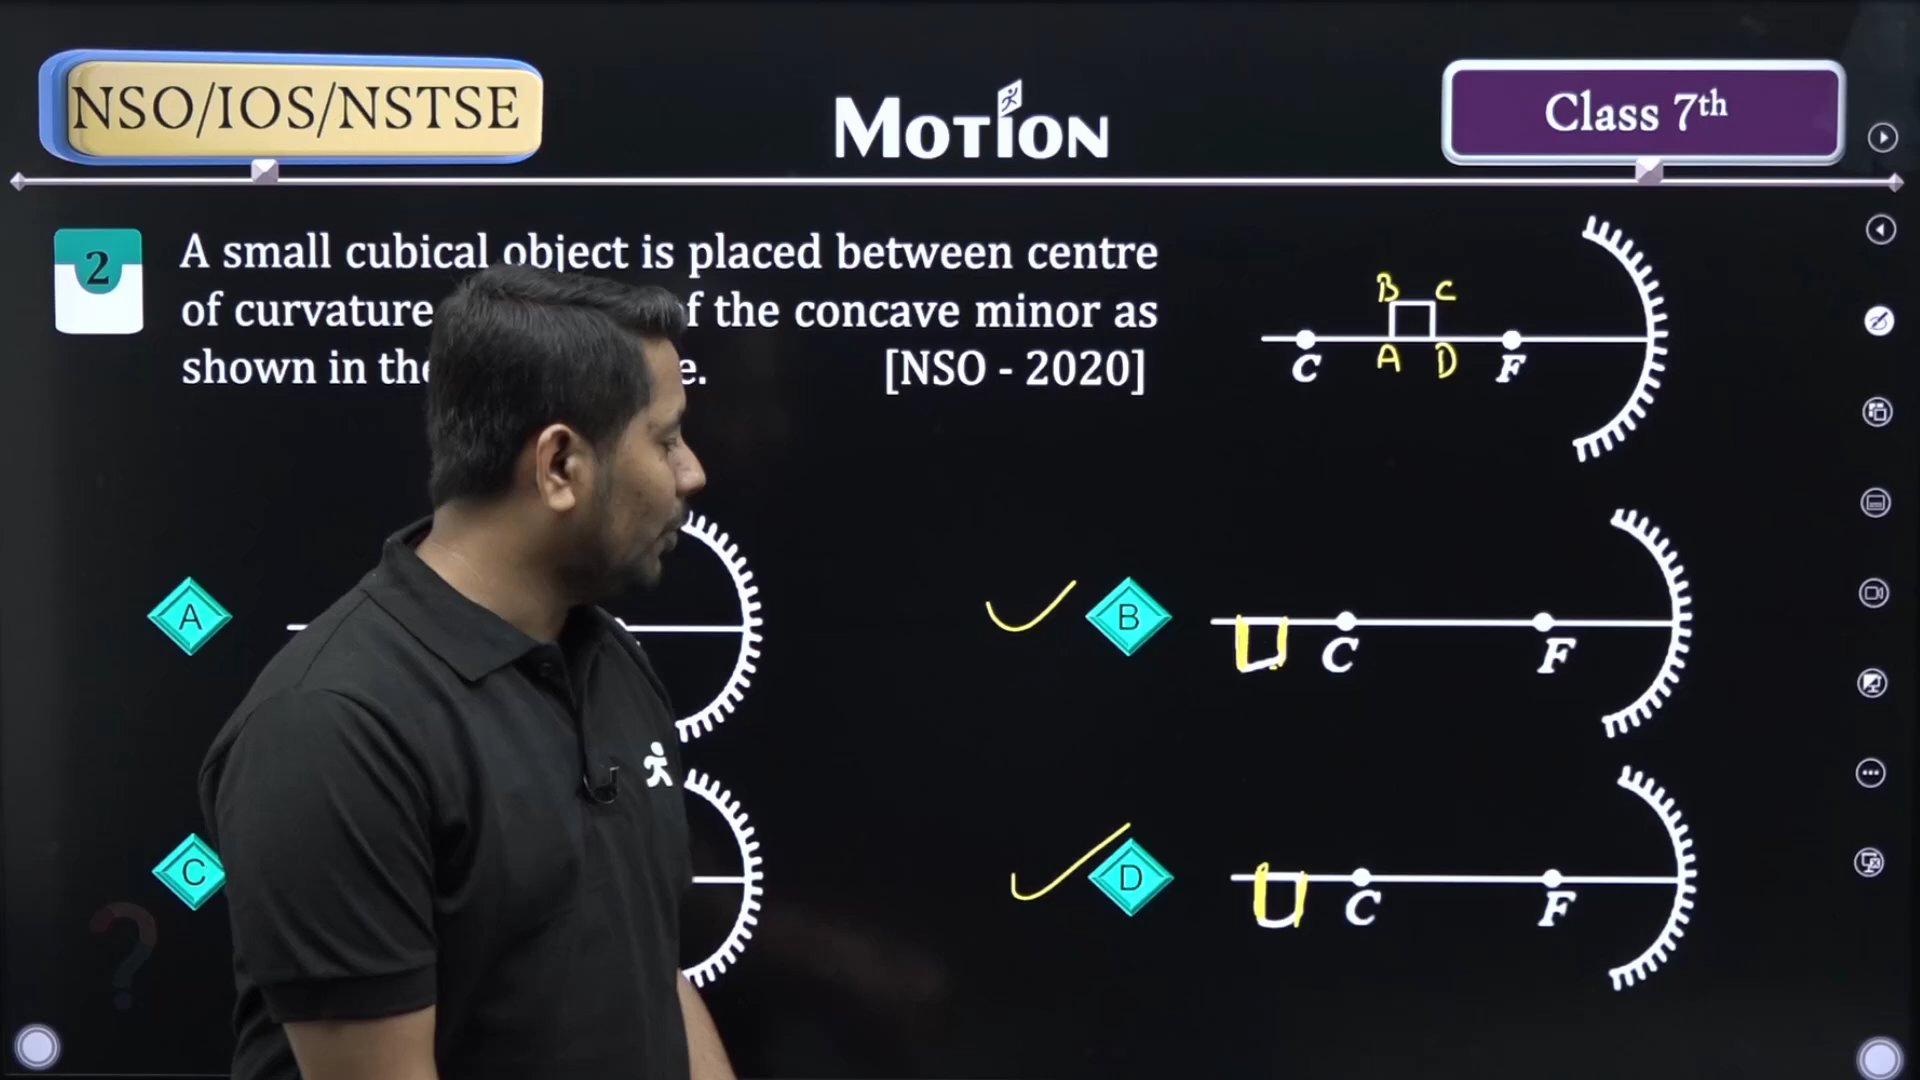 NSO/IOS/NSTSE
MOTION
Class 7th
2
A small cubical object is placed between centre
of curvature f the concave minor as
shown in the e. [NSO - 2020]
B C
C A D F
A
B
C F
C
D
C F
?